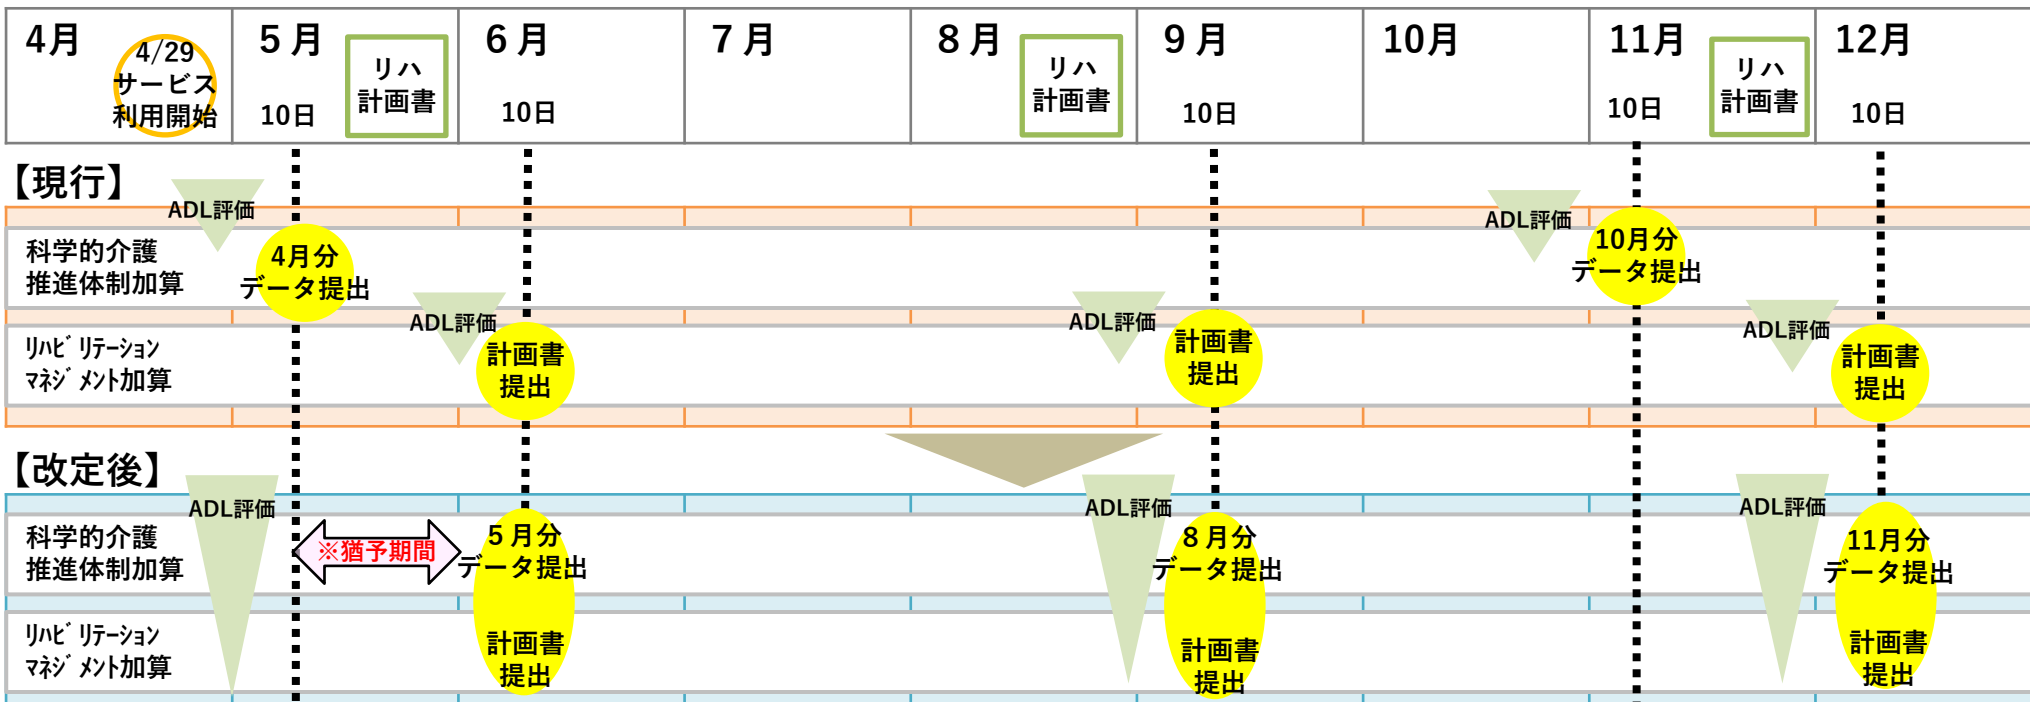 4月
4/29
サービス
利用開始
5月
10日
リハ
計画書
6月
10日
7月
8月
リハ
計画書
9月
10日
10月
11月
10日
リハ
計画書
12月
10日
【現行】
ADL評価
ADL評価
科学的介護
推進体制加算
4月分
データ提出
10月分
データ提出
ADL評価
ADL評価
ADL評価
リハビリテーション
マネジメント加算
計画書
提出
計画書
提出
計画書
提出
【改定後】
ADL評価
ADL評価
ADL評価
科学的介護
推進体制加算
※猶予期間
5月分
データ提出
8月分
データ提出
11月分
データ提出
リハビリテーション
マネジメント加算
計画書
提出
計画書
提出
計画書
提出